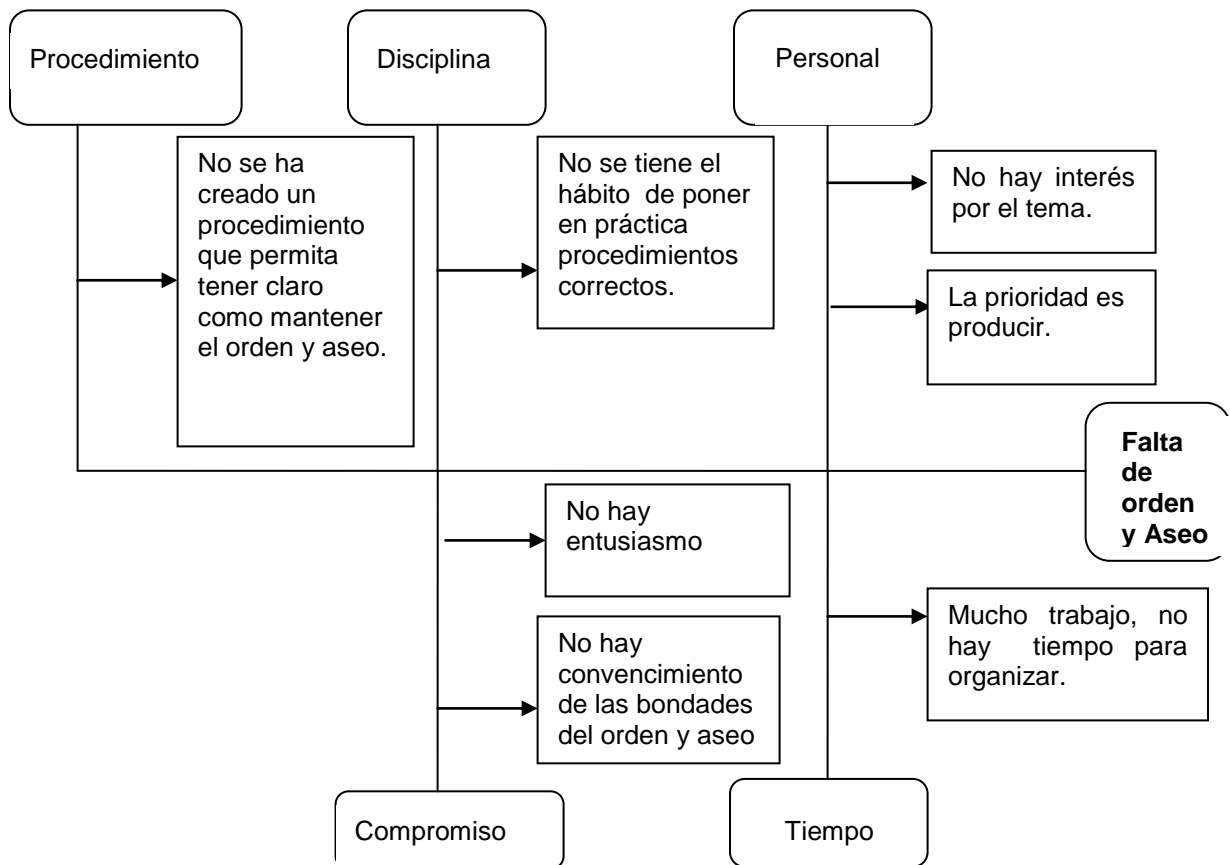 Procedimiento
Disciplina
Personal
No se ha
creado un
procedimiento
que permita
tener claro
como mantener
el orden y aseo.
No se tiene el
hábito de poner
en práctica
procedimientos
correctos.
No hay interés
por el tema.
La prioridad es
producir.
Falta
de
orden
y Aseo
No hay
entusiasmo
No hay
convencimiento
de las bondades
del orden y aseo
Mucho trabajo, no
hay tiempo para
organizar.
Compromiso
Tiempo